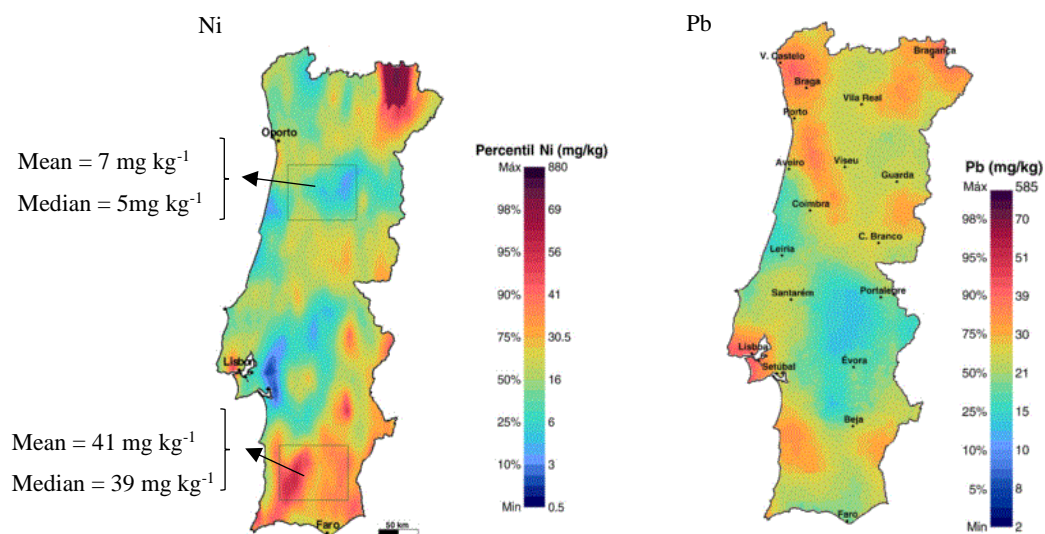 Ni
Oporto
Lisbon
Faro
50 km
Mean = 7 mg kg-1
Median = 5mg kg-1
Mean = 41 mg kg-1
Median = 39 mg kg-1
Percentil Ni (mg/kg)
Máx 880
98% 69
95% 56
90% 41
75% 30.5
50% 16
25% 6
10% 3
Min 0.5
Pb
V. Castelo
Bragança
Braga
Vila Real
Porto
Aveiro
Viseu
Guarda
Coimbra
C. Branco
Leiria
Santarém
Portalegre
Lisboa
Setúbal
Évora
Beja
Faro
Pb (mg/kg)
Máx 585
98% 70
95% 51
90% 39
75% 30
50% 21
25% 15
10% 10
5% 8
Min 2